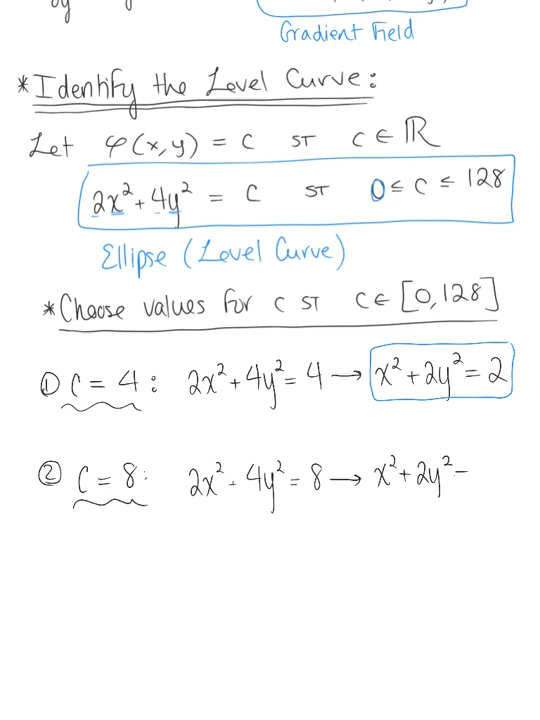 Gradient Field
* Identify the Level Curve:
Let φ(x,y) = C ST C ∈ ℝ
2x² + 4y² = C ST 0 ≤ C ≤ 128
Ellipse (Level Curve)
* Choose values for C ST C ∈ [0,128]
① C = 4 : 2x² + 4y² = 4 → x² + 2y² = 2
② C = 8 : 2x² - 4y² = 8 → x² + 2y² -